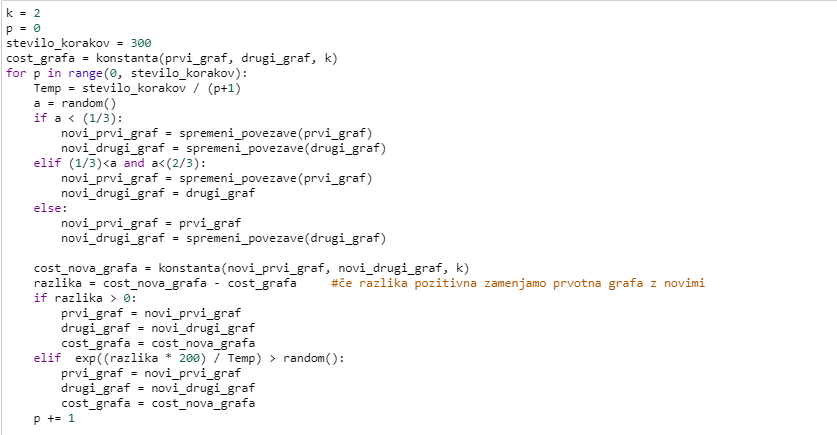 k = 2
p = 0
stevilo_korakov = 300
cost_grafa = konstanta(prvi_graf, drugi_graf, k)
for p in range(0, stevilo_korakov):
    Temp = stevilo_korakov / (p+1)
    a = random()
    if a < (1/3):
        novi_prvi_graf = spremeni_povezave(prvi_graf)
        novi_drugi_graf = spremeni_povezave(drugi_graf)
    elif (1/3)<a and a<(2/3):
        novi_prvi_graf = spremeni_povezave(prvi_graf)
        novi_drugi_graf = drugi_graf
    else:
        novi_prvi_graf = prvi_graf
        novi_drugi_graf = spremeni_povezave(drugi_graf)

    cost_nova_grafa = konstanta(novi_prvi_graf, novi_drugi_graf, k)
    razlika = cost_nova_grafa - cost_grafa     #če razlika pozitivna zamenjamo prvotna grafa z novimi
    if razlika > 0:
        prvi_graf = novi_prvi_graf
        drugi_graf = novi_drugi_graf
        cost_grafa = cost_nova_grafa
    elif  exp((razlika * 200) / Temp) > random():
        prvi_graf = novi_prvi_graf
        drugi_graf = novi_drugi_graf
        cost_grafa = cost_nova_grafa
    p += 1